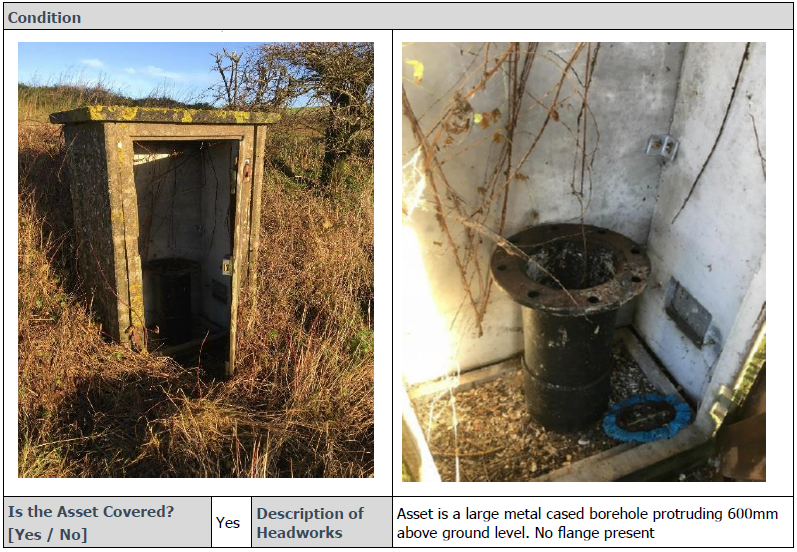 Condition
Is the Asset Covered?
[Yes / No]
Yes
Description of
Headworks
Asset is a large metal cased borehole protruding 600mm
above ground level. No flange present